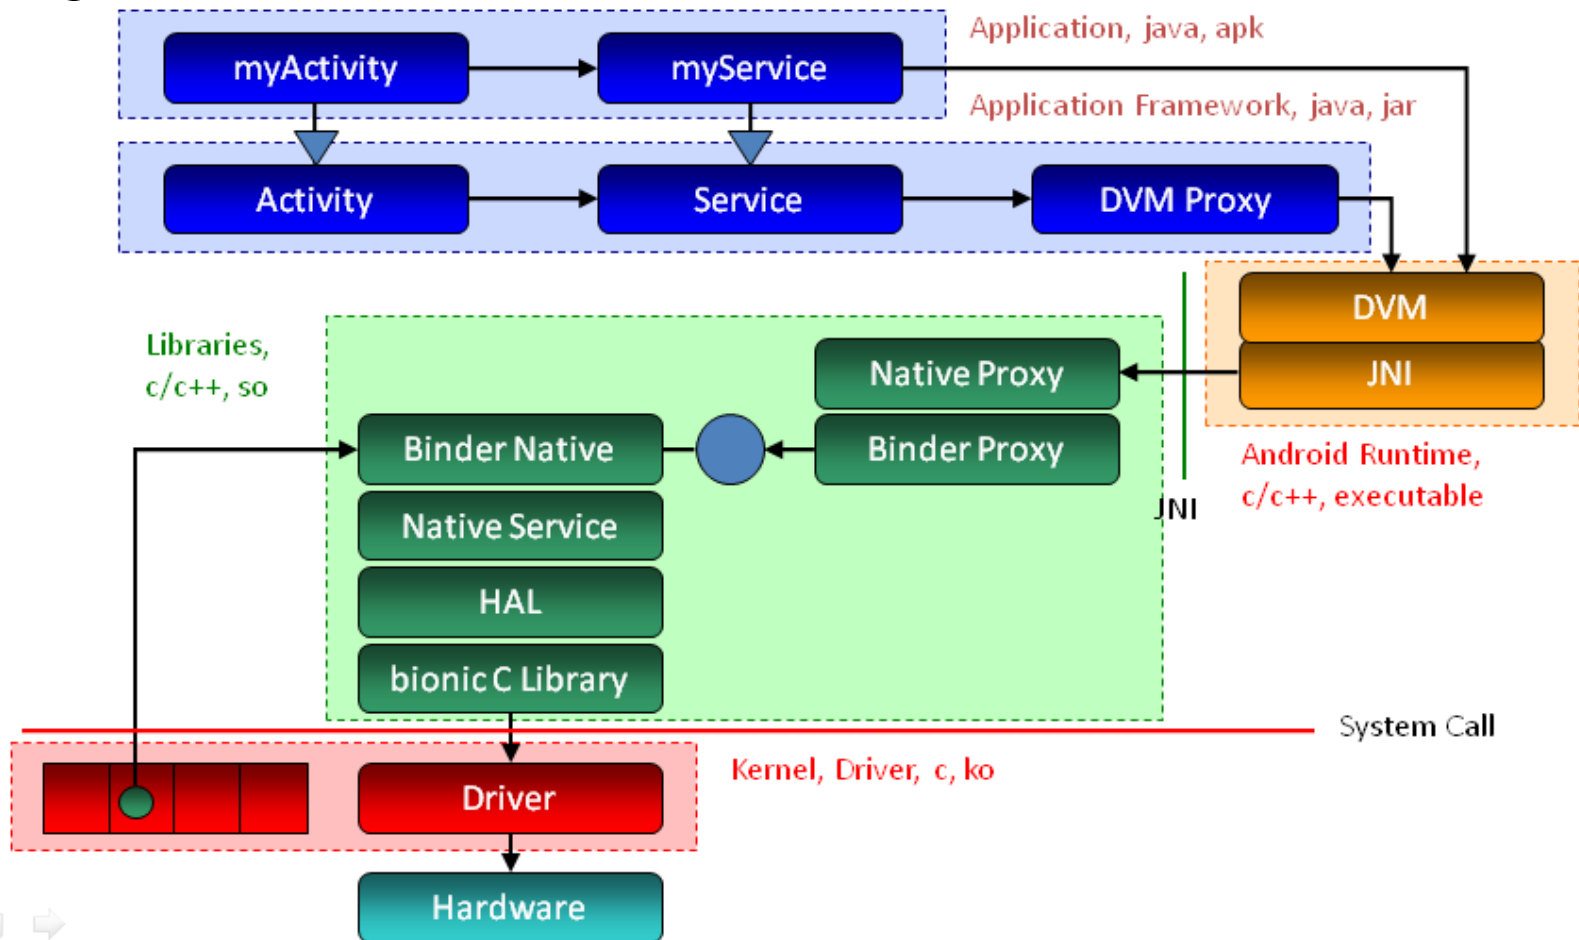 Application, java, apk
myActivity
myService
Application Framework, java, jar
Activity
Service
DVM Proxy
DVM
JNI
Libraries,
c/c++, so
Native Proxy
Binder Native
Binder Proxy
Android Runtime,
c/c++, executable
JNI
Native Service
HAL
bionic C Library
System Call
Kernel, Driver, c, ko
Driver
Hardware